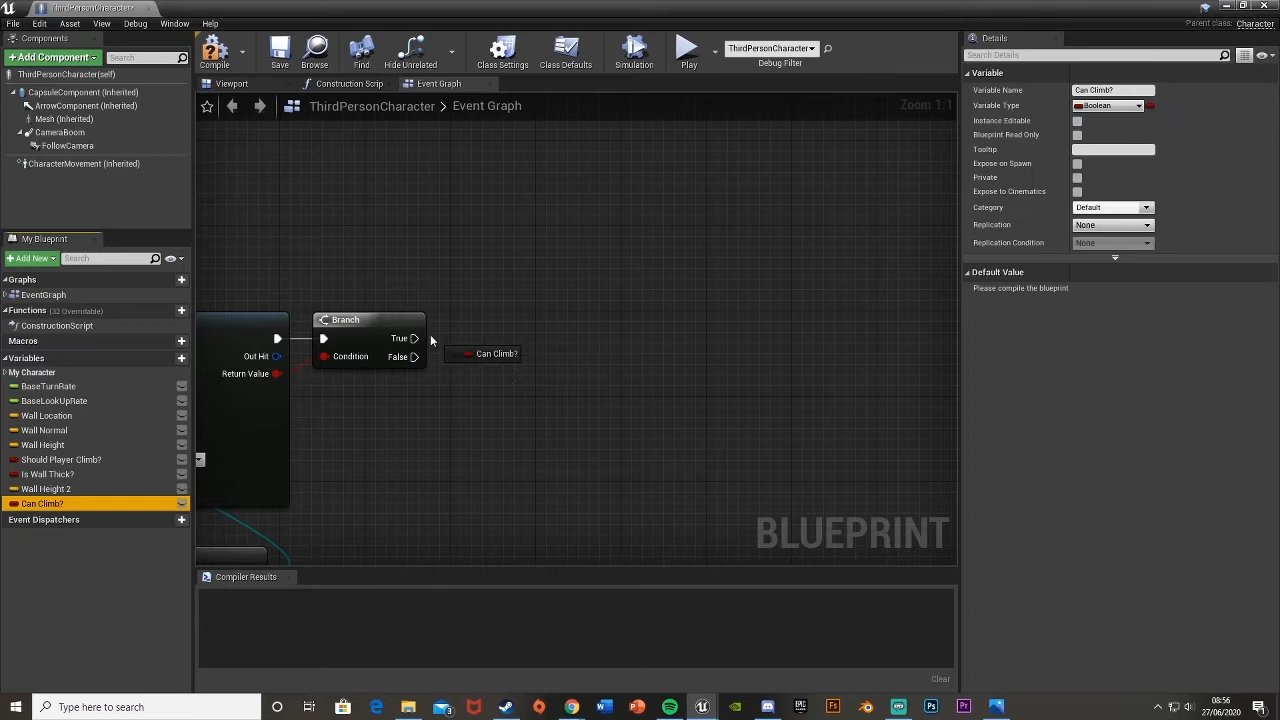 ThirdPersonCharacter*
File Edit Asset View Debug Window Help
Parent class: Character
Components
Add Component
Search
ThirdPersonCharacter(self)
CapsuleComponent (Inherited)
ArrowComponent (Inherited)
Mesh (Inherited)
CameraBoom
FollowCamera
CharacterMovement (Inherited)
My Blueprint
Add New
Search
Graphs
EventGraph
Functions (32 Overridable)
ConstructionScript
Macros
Variables
My Character
BaseTurnRate
BaseLookUpRate
Wall Location
Wall Normal
Wall Height
Should Player Climb?
Is Wall Thick?
Wall Height 2
Can Climb?
Event Dispatchers
Compile Save Browse Find Hide Unrelated Class Settings Class Defaults Simulation Play
ThirdPersonCharacter
Debug Filter
Viewport Construction Scrip Event Graph
ThirdPersonCharacter Event Graph
Zoom 1:1
Out Hit
Return Value
Branch
True
Condition
False
Can Climb?
BLUEPRINT
Compiler Results
Clear
Details
Search Details
Variable
Variable Name Can Climb?
Variable Type Boolean
Instance Editable
Blueprint Read Only
Tooltip
Expose on Spawn
Private
Expose to Cinematics
Category Default
Replication None
Replication Condition None
Default Value
Please compile the blueprint
Type here to search
08:56
27/06/2020